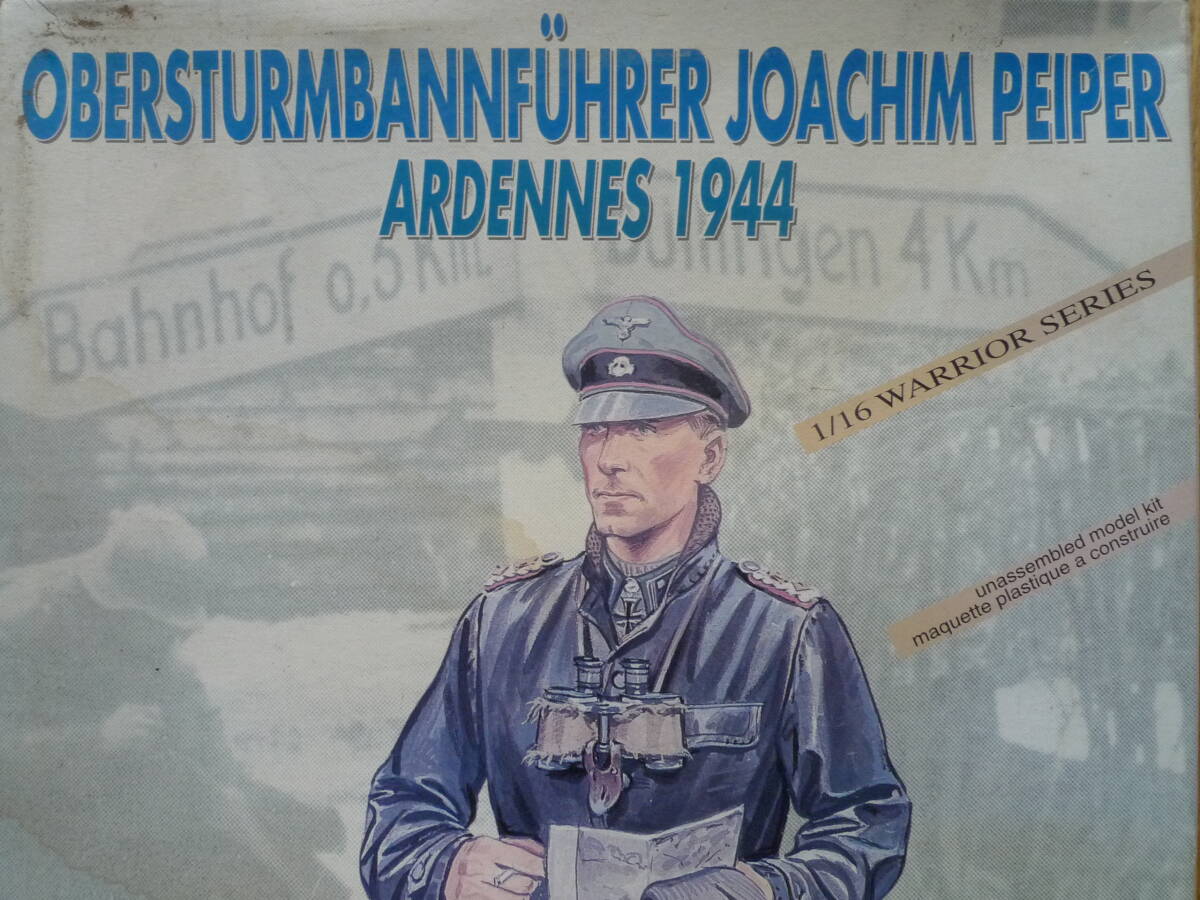 OBERSTURMBANNFÜHRER JOACHIM PEIPER
ARDENNES 1944
Bahnhof 0,5 Km.
4 Km
1/16 WARRIOR SERIES
unassembled model kit
maquette plastique a construire